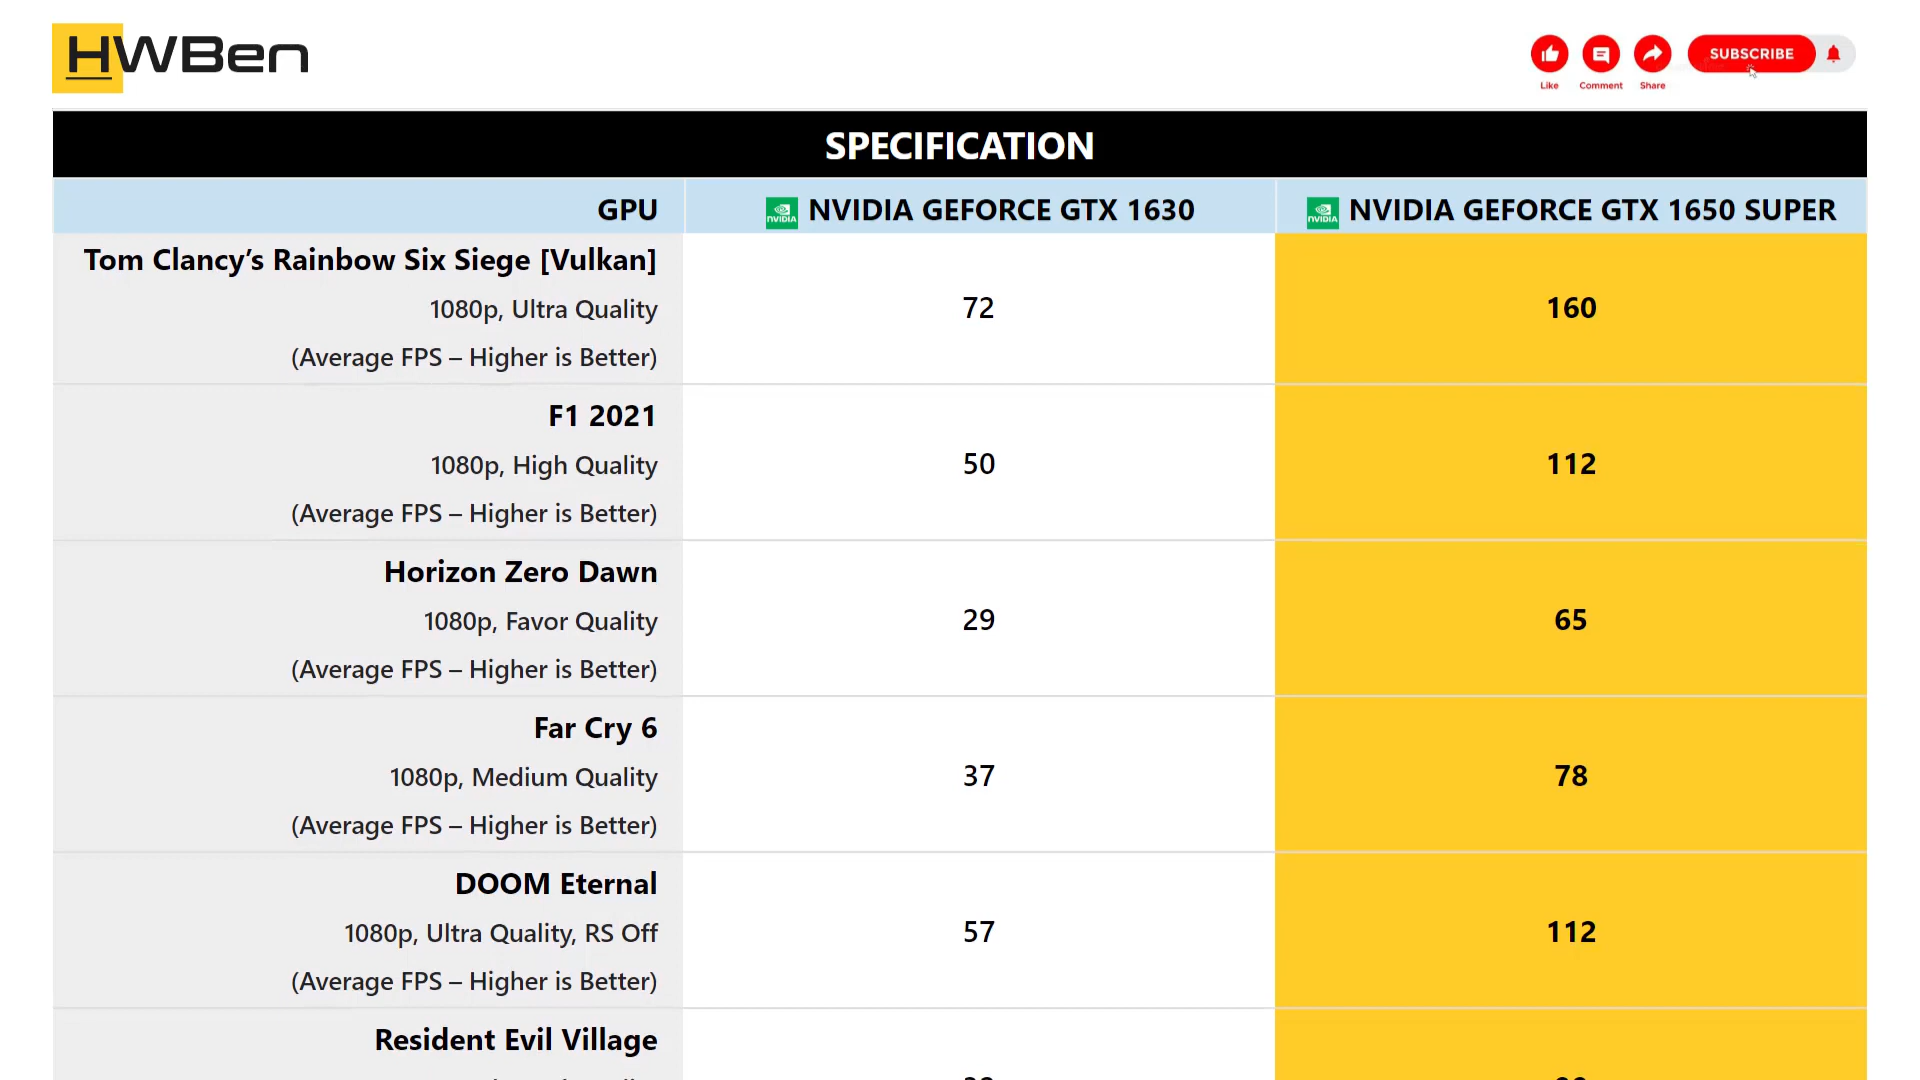 HWBen
Like
Comment
Share
SUBSCRIBE
SPECIFICATION
GPU
NVIDIA
NVIDIA GEFORCE GTX 1630
NVIDIA
NVIDIA GEFORCE GTX 1650 SUPER
Tom Clancy’s Rainbow Six Siege [Vulkan]
1080p, Ultra Quality
(Average FPS – Higher is Better)
72
160
F1 2021
1080p, High Quality
(Average FPS – Higher is Better)
50
112
Horizon Zero Dawn
1080p, Favor Quality
(Average FPS – Higher is Better)
29
65
Far Cry 6
1080p, Medium Quality
(Average FPS – Higher is Better)
37
78
DOOM Eternal
1080p, Ultra Quality, RS Off
(Average FPS – Higher is Better)
57
112
Resident Evil Village